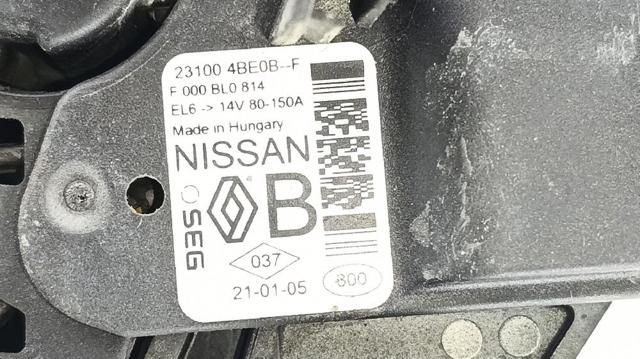 23100 4BE0B--F
F 000 BL0 814
EL6 -> 14V 80-150A
Made in Hungary
NISSAN
SEG
B
037
21-01-05
800